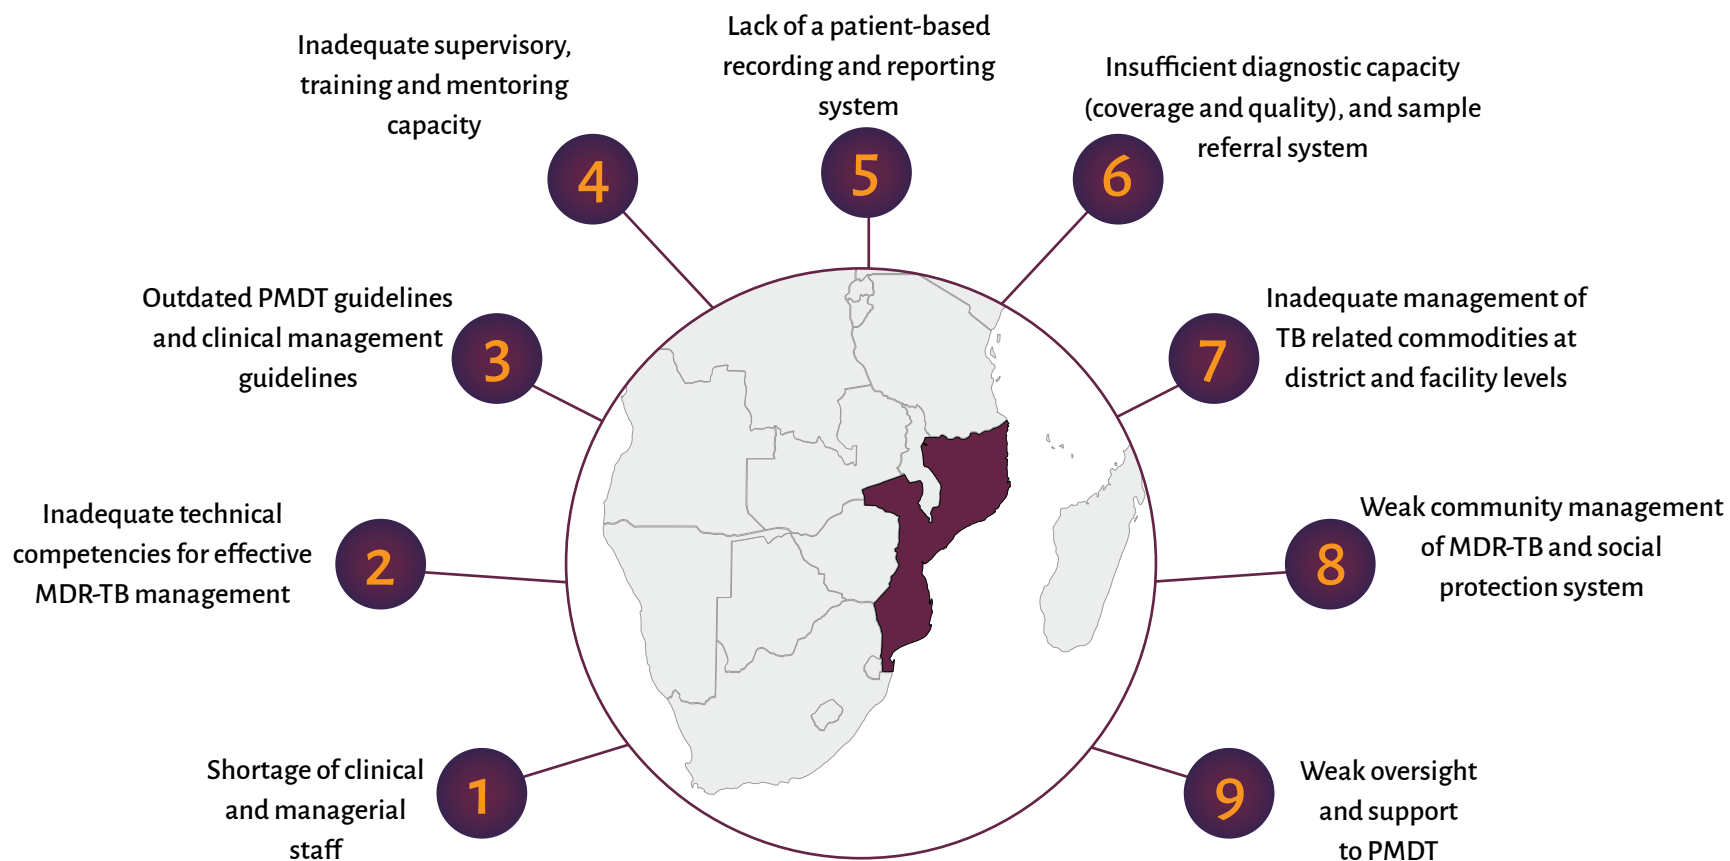 Shortage of clinical
and managerial
staff
1
Inadequate technical
competencies for effective
MDR-TB management
2
Outdated PMDT guidelines
and clinical management
guidelines
3
Inadequate supervisory,
training and mentoring
capacity
4
Lack of a patient-based
recording and reporting
system
5
Insufficient diagnostic capacity
(coverage and quality), and sample
referral system
6
Inadequate management of
TB related commodities at
district and facility levels
7
Weak community management
of MDR-TB and social
protection system
8
Weak oversight
and support
to PMDT
9